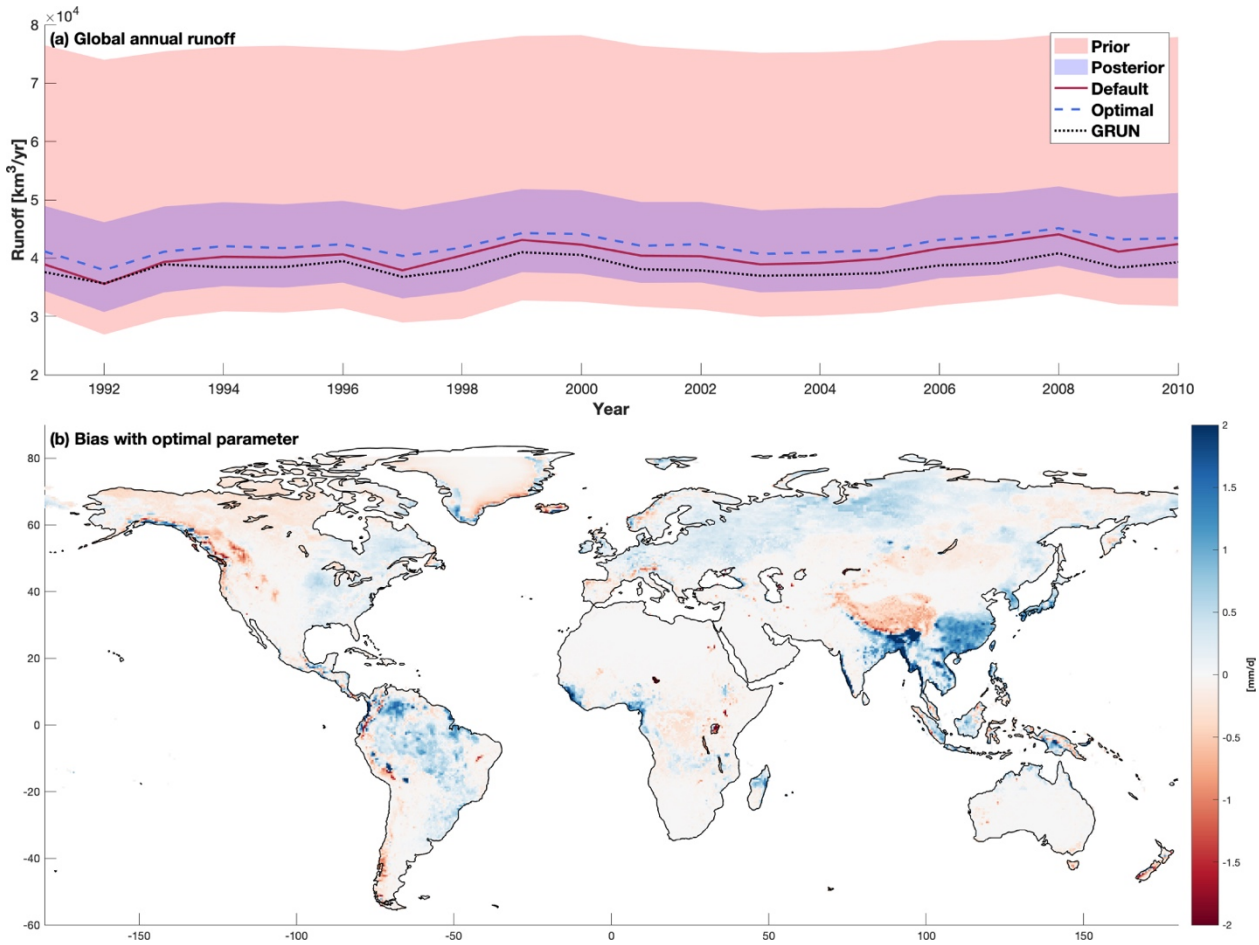 ×10⁴
(a) Global annual runoff
8
7
6
5
4
3
2
Runoff [km³/yr]
Prior
Posterior
Default
Optimal
GRUN
1992 1994 1996 1998 2000 2002 2004 2006 2008 2010
Year
(b) Bias with optimal parameter
80
60
40
20
0
-20
-40
-60
-150 -100 -50 0 50 100 150
2
1.5
1
0.5
0
-0.5
-1
-1.5
-2
[mm/d]